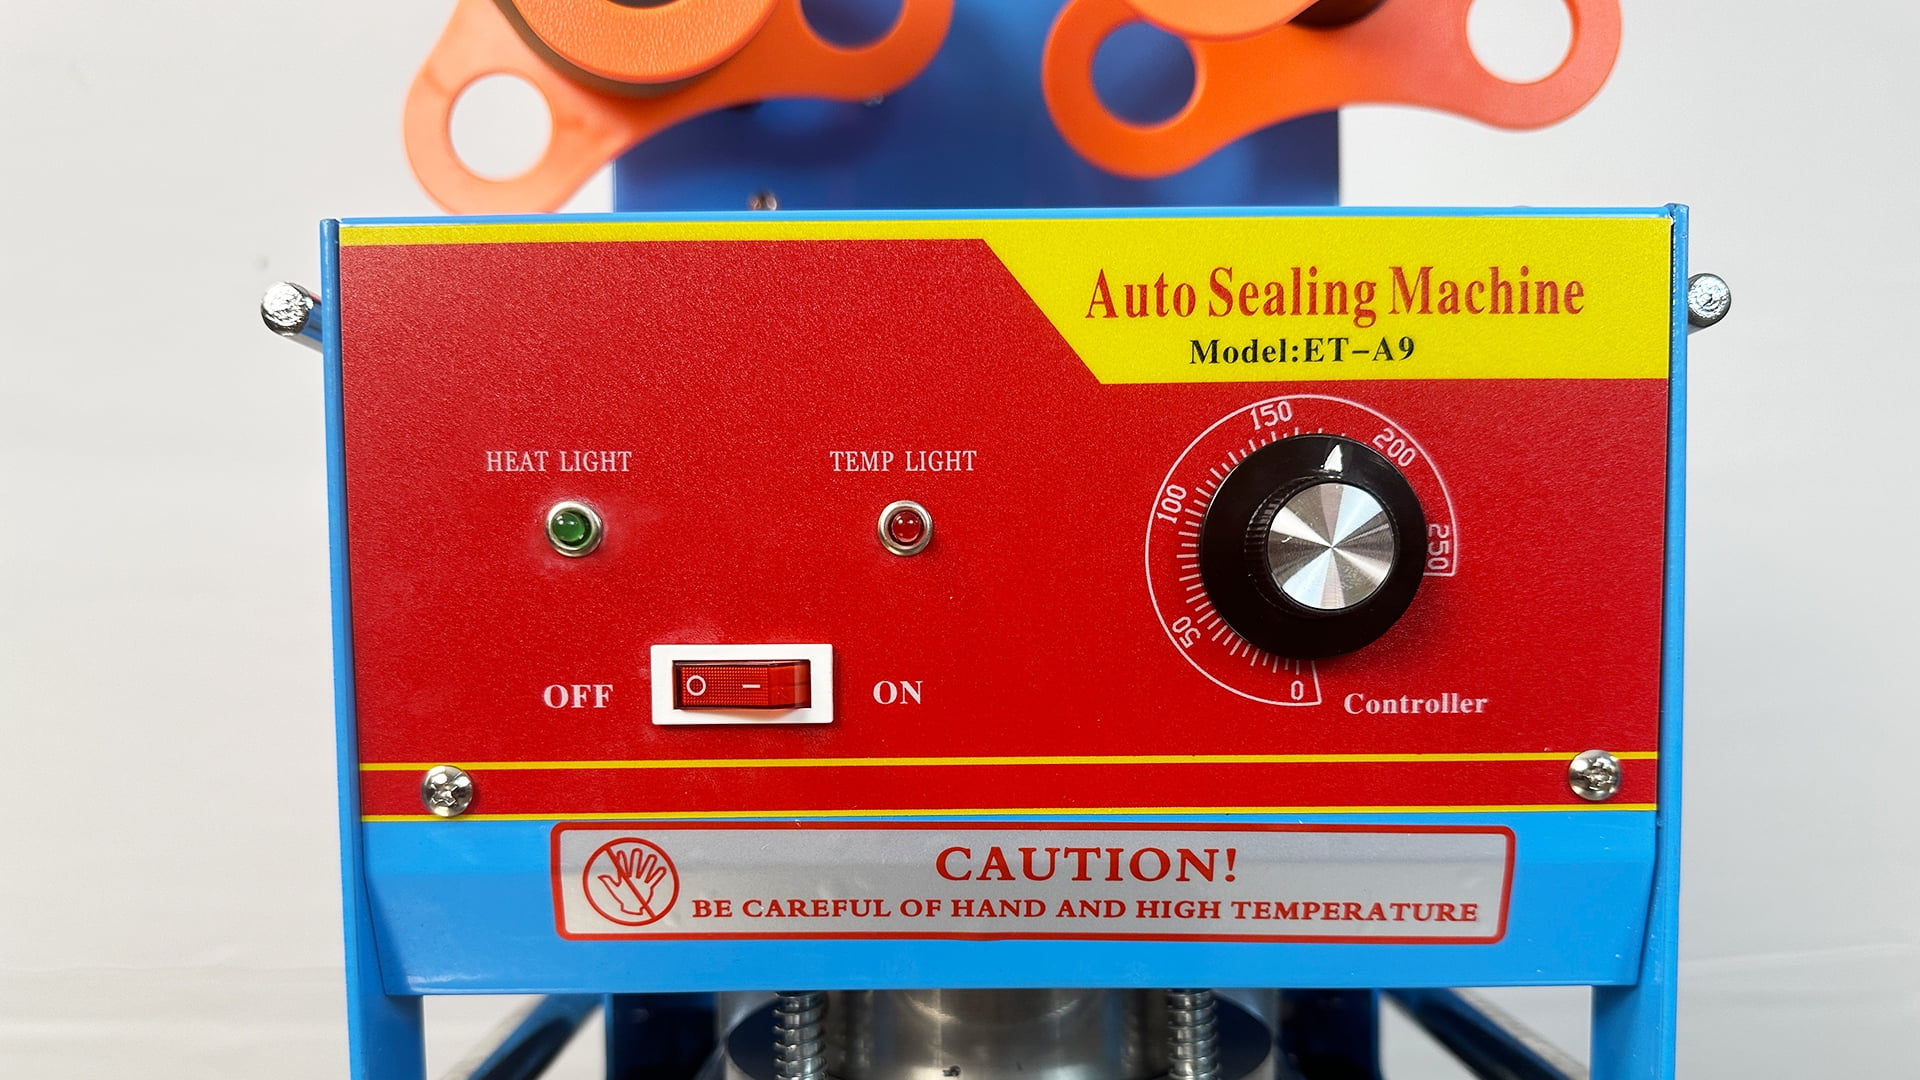 Auto Sealing Machine
Model:ET-A9
HEAT LIGHT
TEMP LIGHT
0
50
100
150
200
250
Controller
OFF
O
—
ON
CAUTION!
BE CAREFUL OF HAND AND HIGH TEMPERATURE